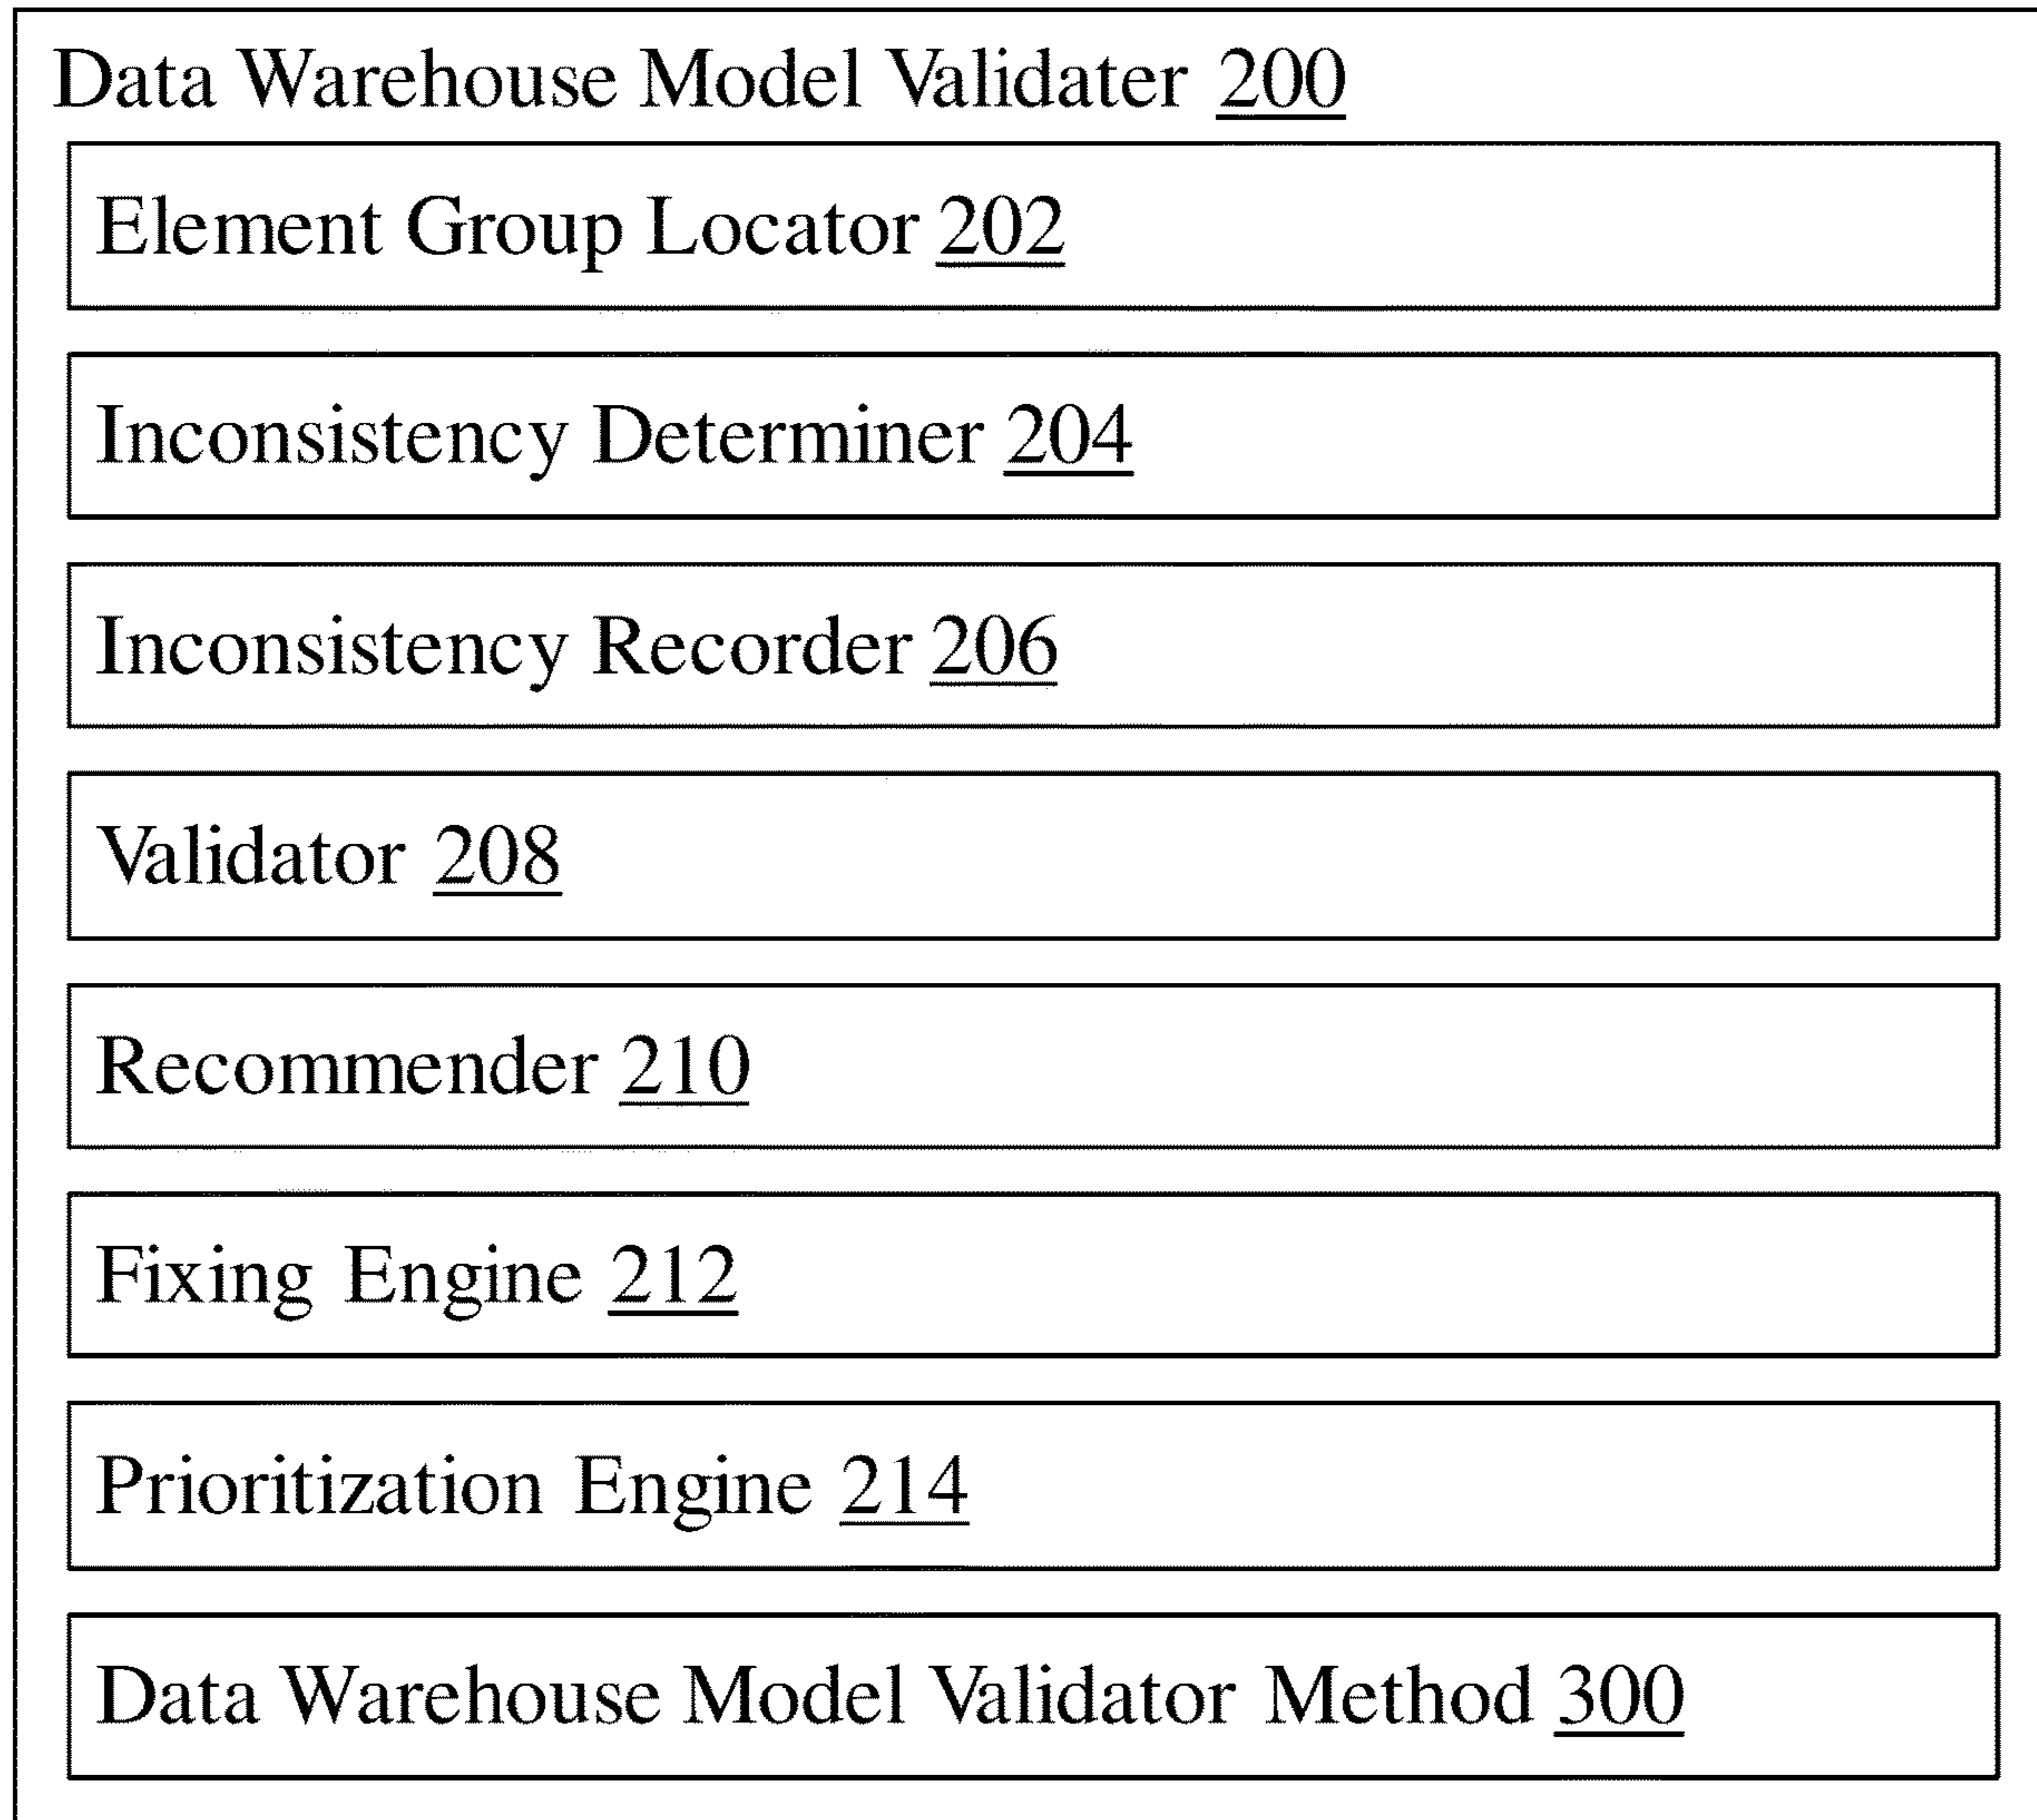 Data Warehouse Model Validater 200
Element Group Locator 202
Inconsistency Determiner 204
Inconsistency Recorder 206
Validator 208
Recommender 210
Fixing Engine 212
Prioritization Engine 214
Data Warehouse Model Validator Method 300